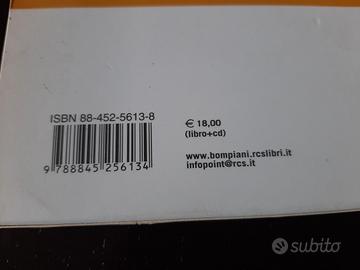 ISBN 88-452-5613-8
9 788845 256134
€ 18,00
(libro+cd)
www.bompiani.rcslibri.it
infopoint@rcs.it
subito